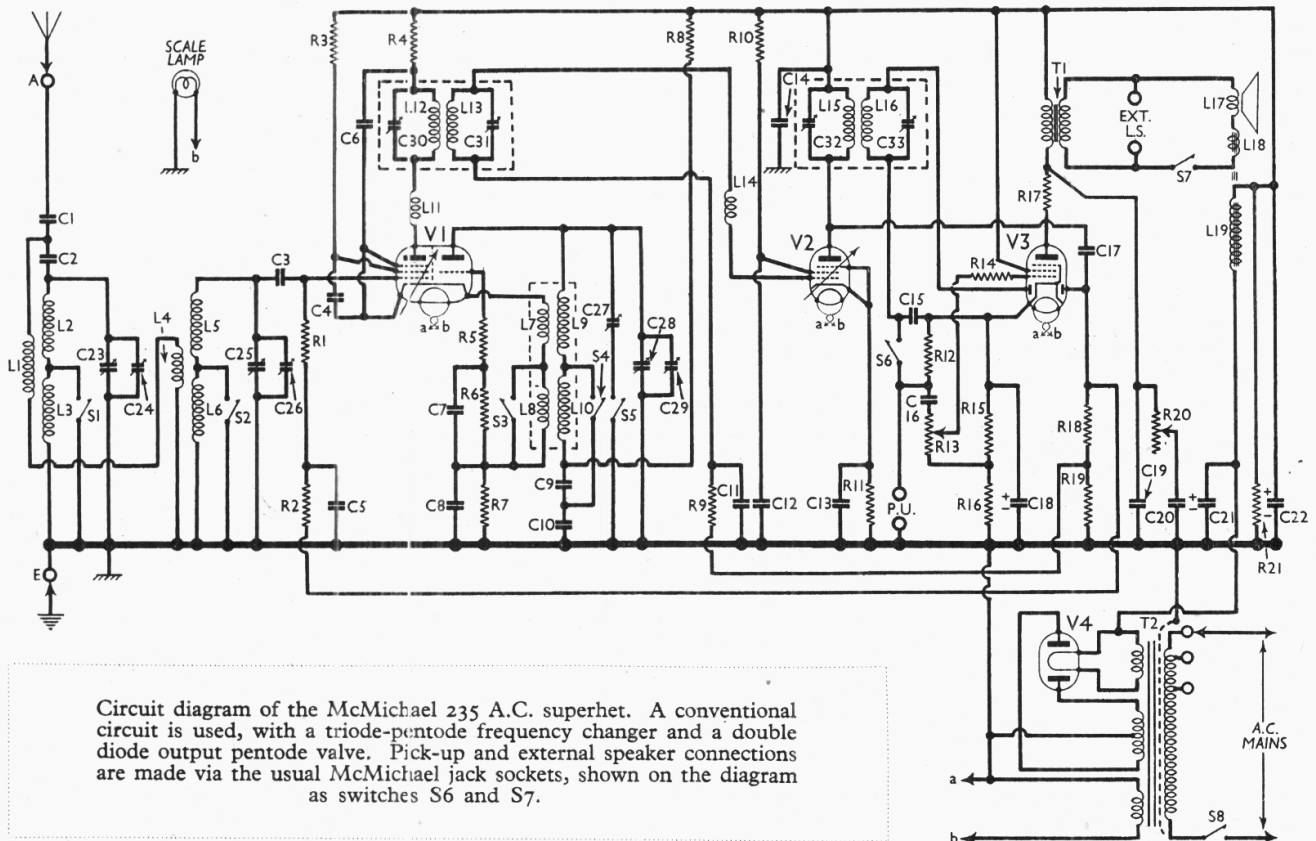 R3
R4
R8
R10
SCALE
LAMP
A
b
C14
T1
L12
L13
L15
L16
L17
EXT.
L.S.
L18
C6
C30
C31
C32
C33
S7
L14
L11
R17
L19
C1
V1
V2
V3
C17
C2
C3
R14
C4
C15
L2
L4
L5
R1
a b
R5
L7
L9
C27
C28
a b
a b
L1
C23
C25
S4
S6
R12
R6
C7
S3
L8
L10
S5
C29
C
16
R15
R18
R20
L3
S1
C24
L6
S2
C26
R13
C9
R2
C5
C8
R7
C10
R9
C11
C12
C13
R11
P.U.
R16
C18
R19
C19
C20
C21
C22
+
−
+
−
+
−
E
R21
V4
T2
Circuit diagram of the McMichael 235 A.C. superhet. A conventional
circuit is used, with a triode-pentode frequency changer and a double
diode output pentode valve. Pick-up and external speaker connections
are made via the usual McMichael jack sockets, shown on the diagram
as switches S6 and S7.
A.C.
MAINS
a
S8
b